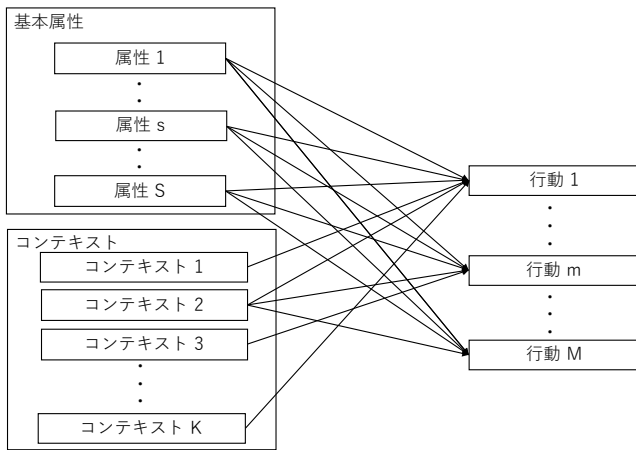 基本属性
属性 1
属性 s
属性 S
コンテキスト
コンテキスト 1
コンテキスト 2
コンテキスト 3
コンテキスト K
行動 1
行動 m
行動 M